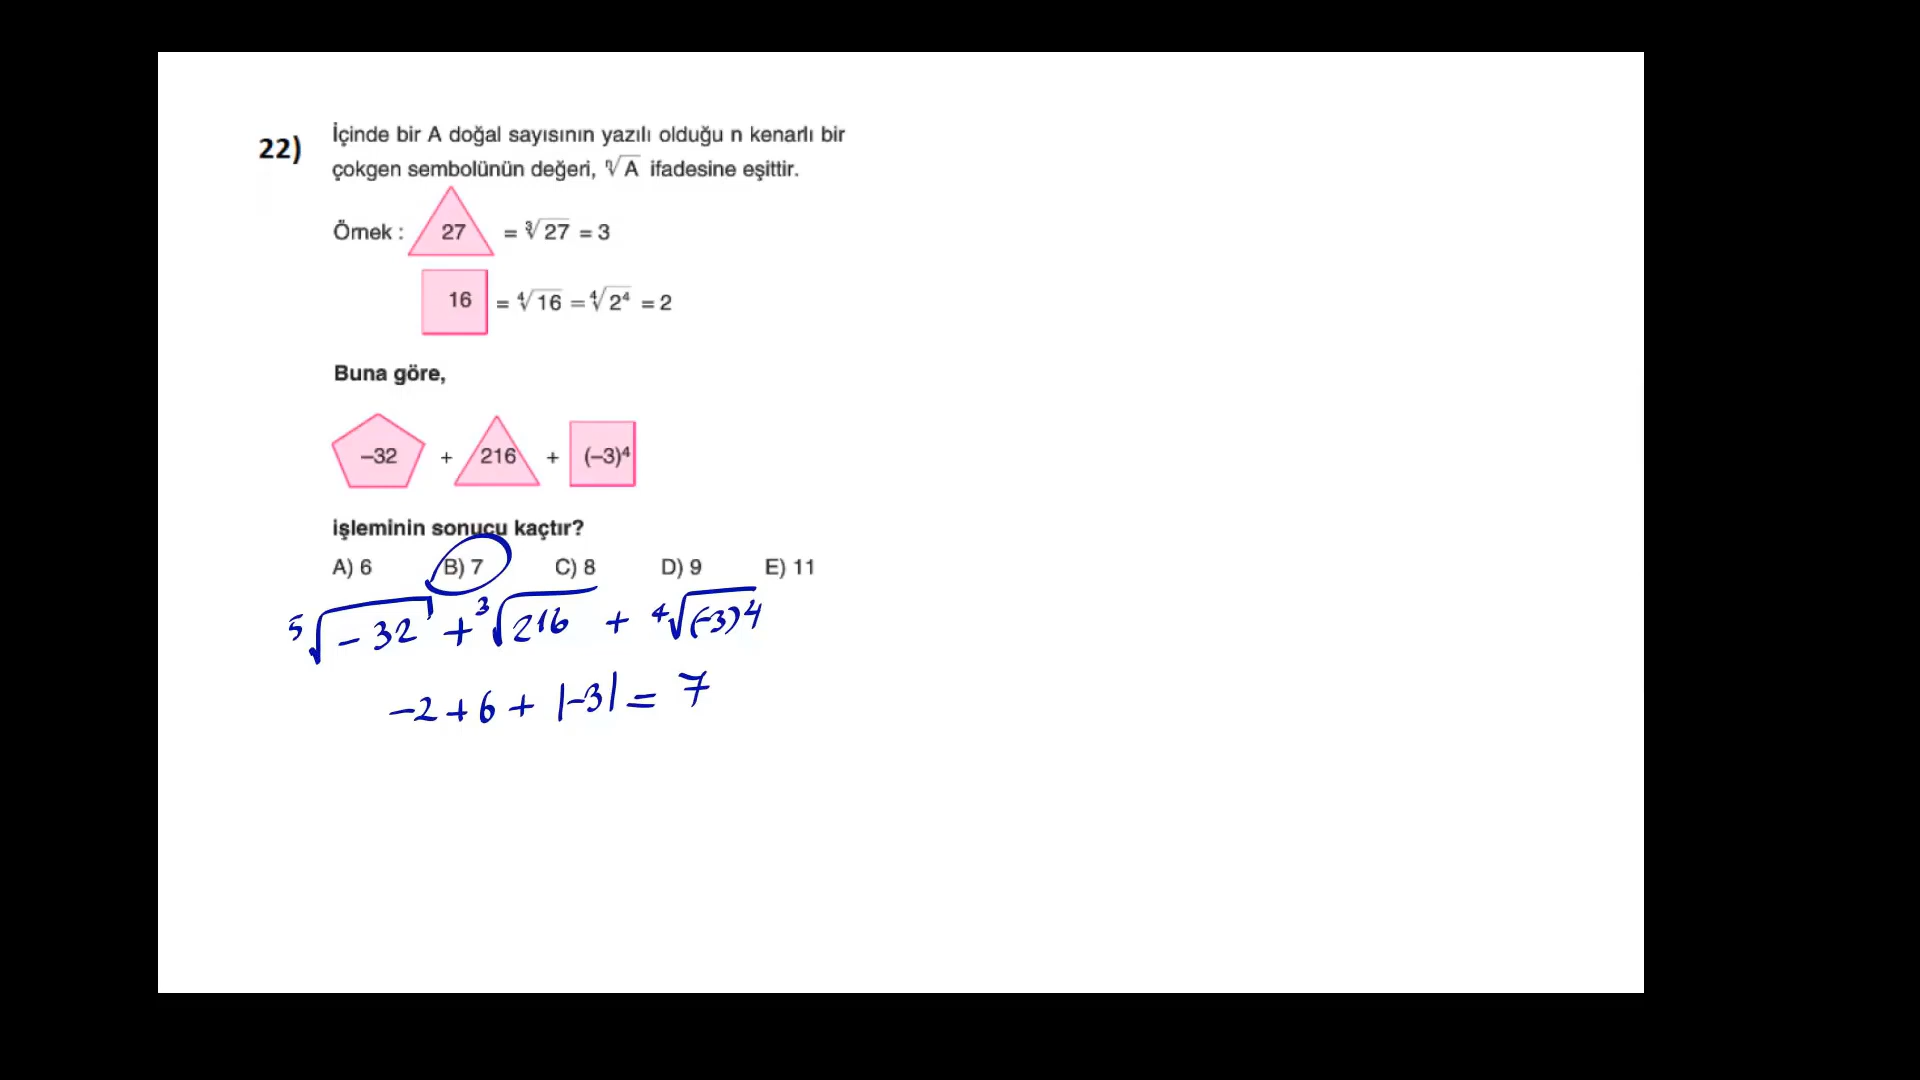 22) İçinde bir A doğal sayısının yazılı olduğu n kenarlı bir
çokgen sembolünün değeri, ⁿ√A ifadesine eşittir.
Örnek : 27 = ³√27 = 3
16 = ⁴√16 = ⁴√2⁴ = 2
Buna göre,
–32 + 216 + (–3)⁴
işleminin sonucu kaçtır?
A) 6 B) 7 C) 8 D) 9 E) 11
⁵√-32 + ³√216 + ⁴√(-3)⁴
-2+6+|-3|= 7